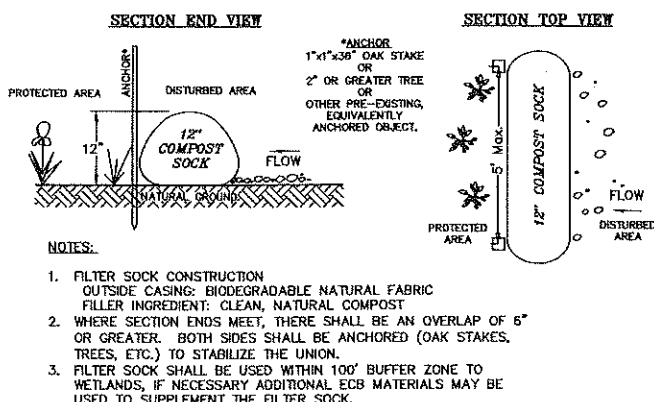 SECTION END VIEW
SECTION TOP VIEW
ANCHOR*
PROTECTED AREA
DISTURBED AREA
12"
12"
COMPOST
SOCK
FLOW
NATURAL GROUND
*ANCHOR
1"x1"x36" OAK STAKE
OR
2" OR GREATER TREE
OR
OTHER PRE-EXISTING,
EQUIVALENTLY
ANCHORED OBJECT.
5' Max.
12" COMPOST SOCK
PROTECTED
AREA
FLOW
DISTURBED
AREA
NOTES:
1. FILTER SOCK CONSTRUCTION
OUTSIDE CASING: BIODEGRADABLE NATURAL FABRIC
FILLER INGREDIENT: CLEAN, NATURAL COMPOST
2. WHERE SECTION ENDS MEET, THERE SHALL BE AN OVERLAP OF 6"
OR GREATER. BOTH SIDES SHALL BE ANCHORED (OAK STAKES,
TREES, ETC.) TO STABILIZE THE UNION.
3. FILTER SOCK SHALL BE USED WITHIN 100' BUFFER ZONE TO
WETLANDS, IF NECESSARY ADDITIONAL ECB MATERIALS MAY BE
USED TO SUPPLEMENT THE FILTER SOCK.